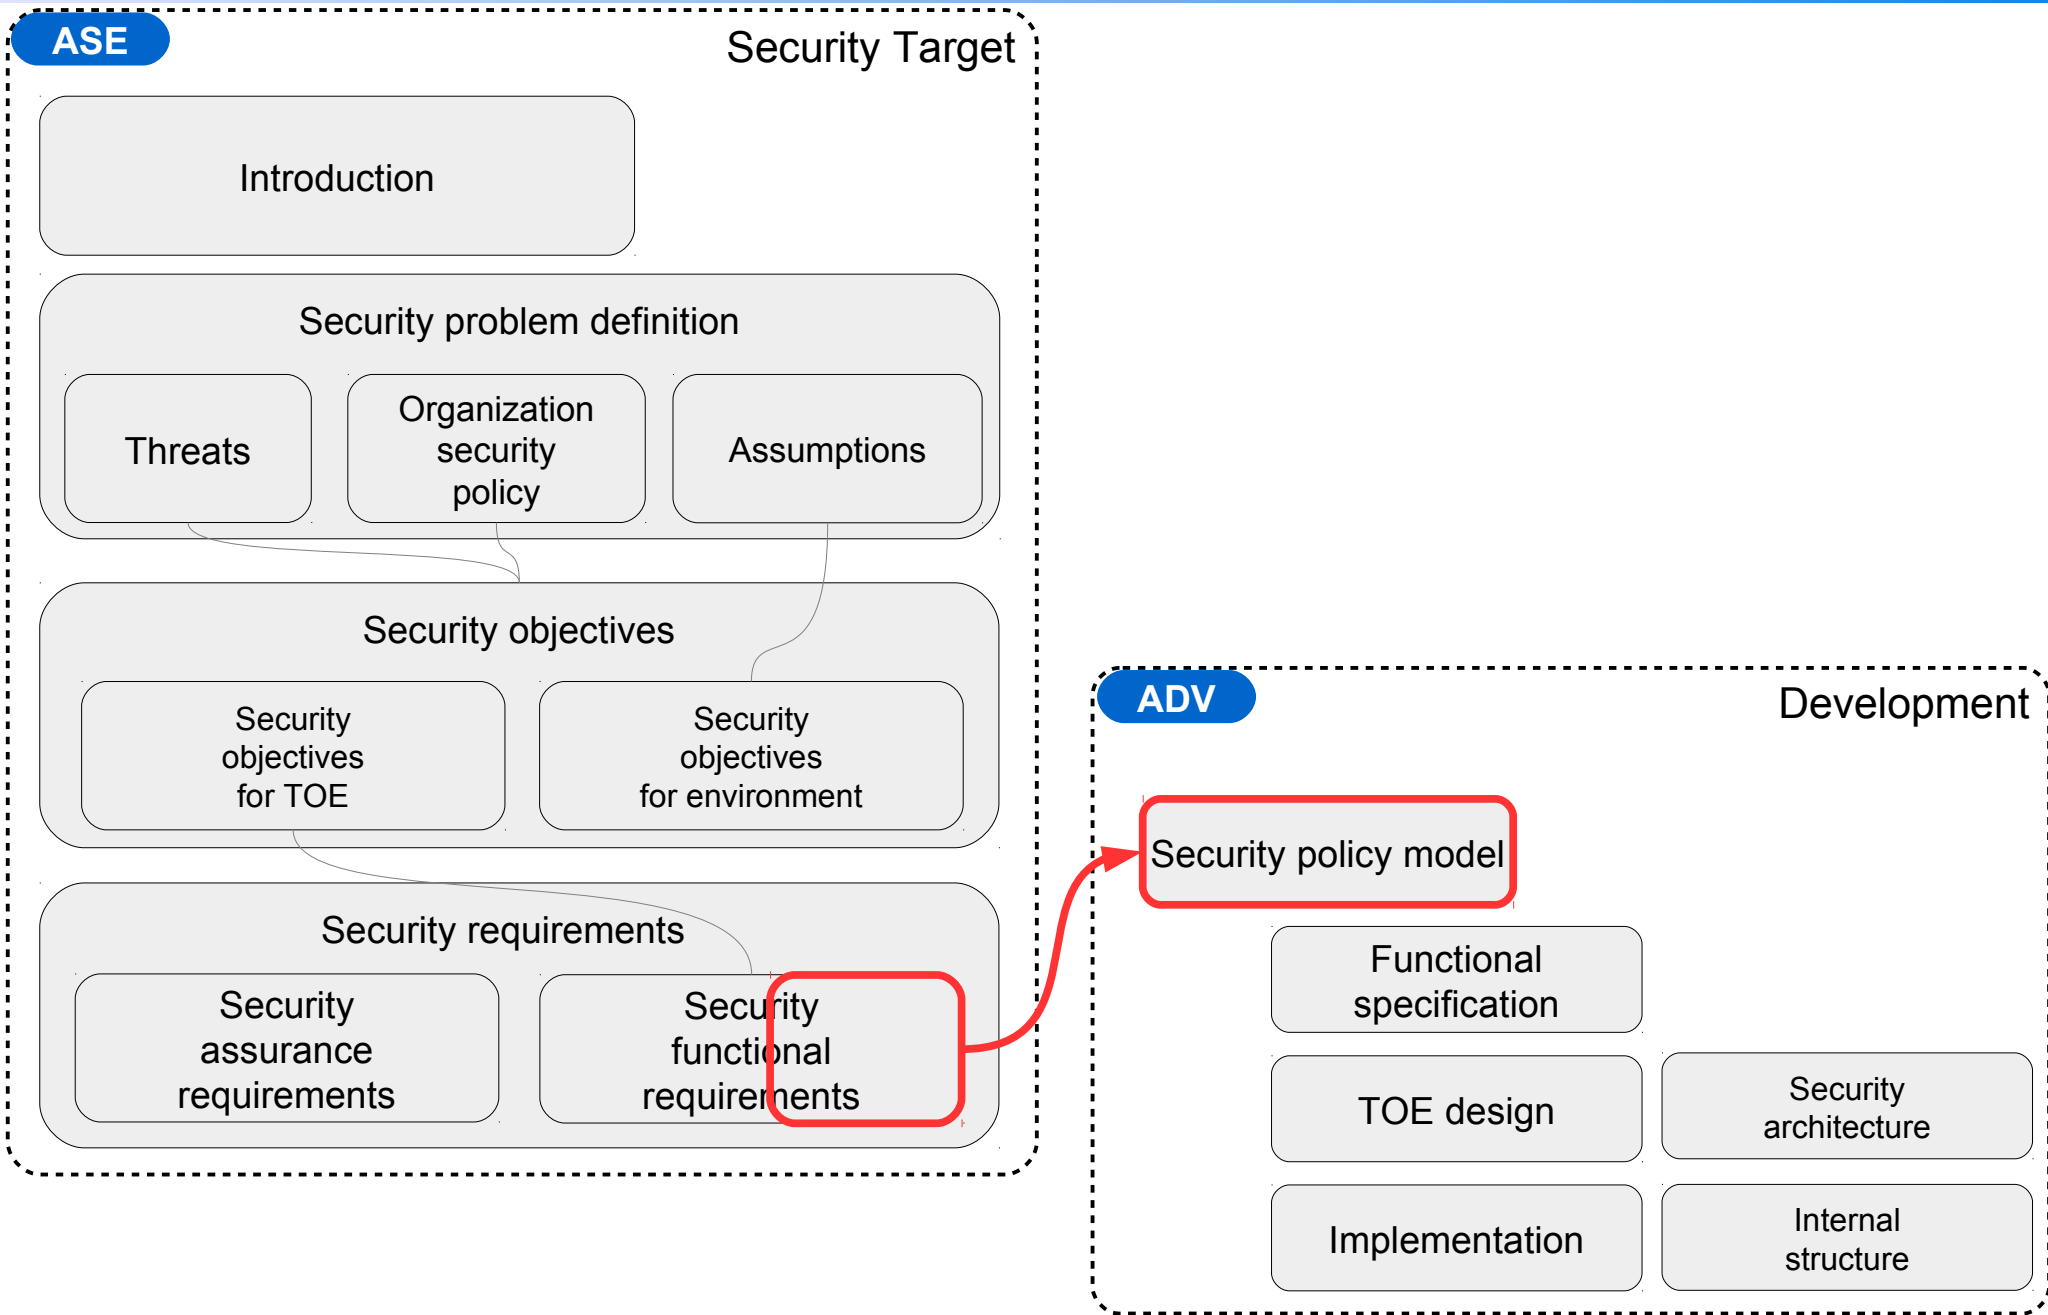 ASE
Security Target
Introduction
Security problem definition
Threats
Organization
security
policy
Assumptions
Security objectives
Security
objectives
for TOE
Security
objectives
for environment
Security requirements
Security
assurance
requirements
Security
functional
requirements
ADV
Development
Security policy model
Functional
specification
TOE design
Security
architecture
Implementation
Internal
structure